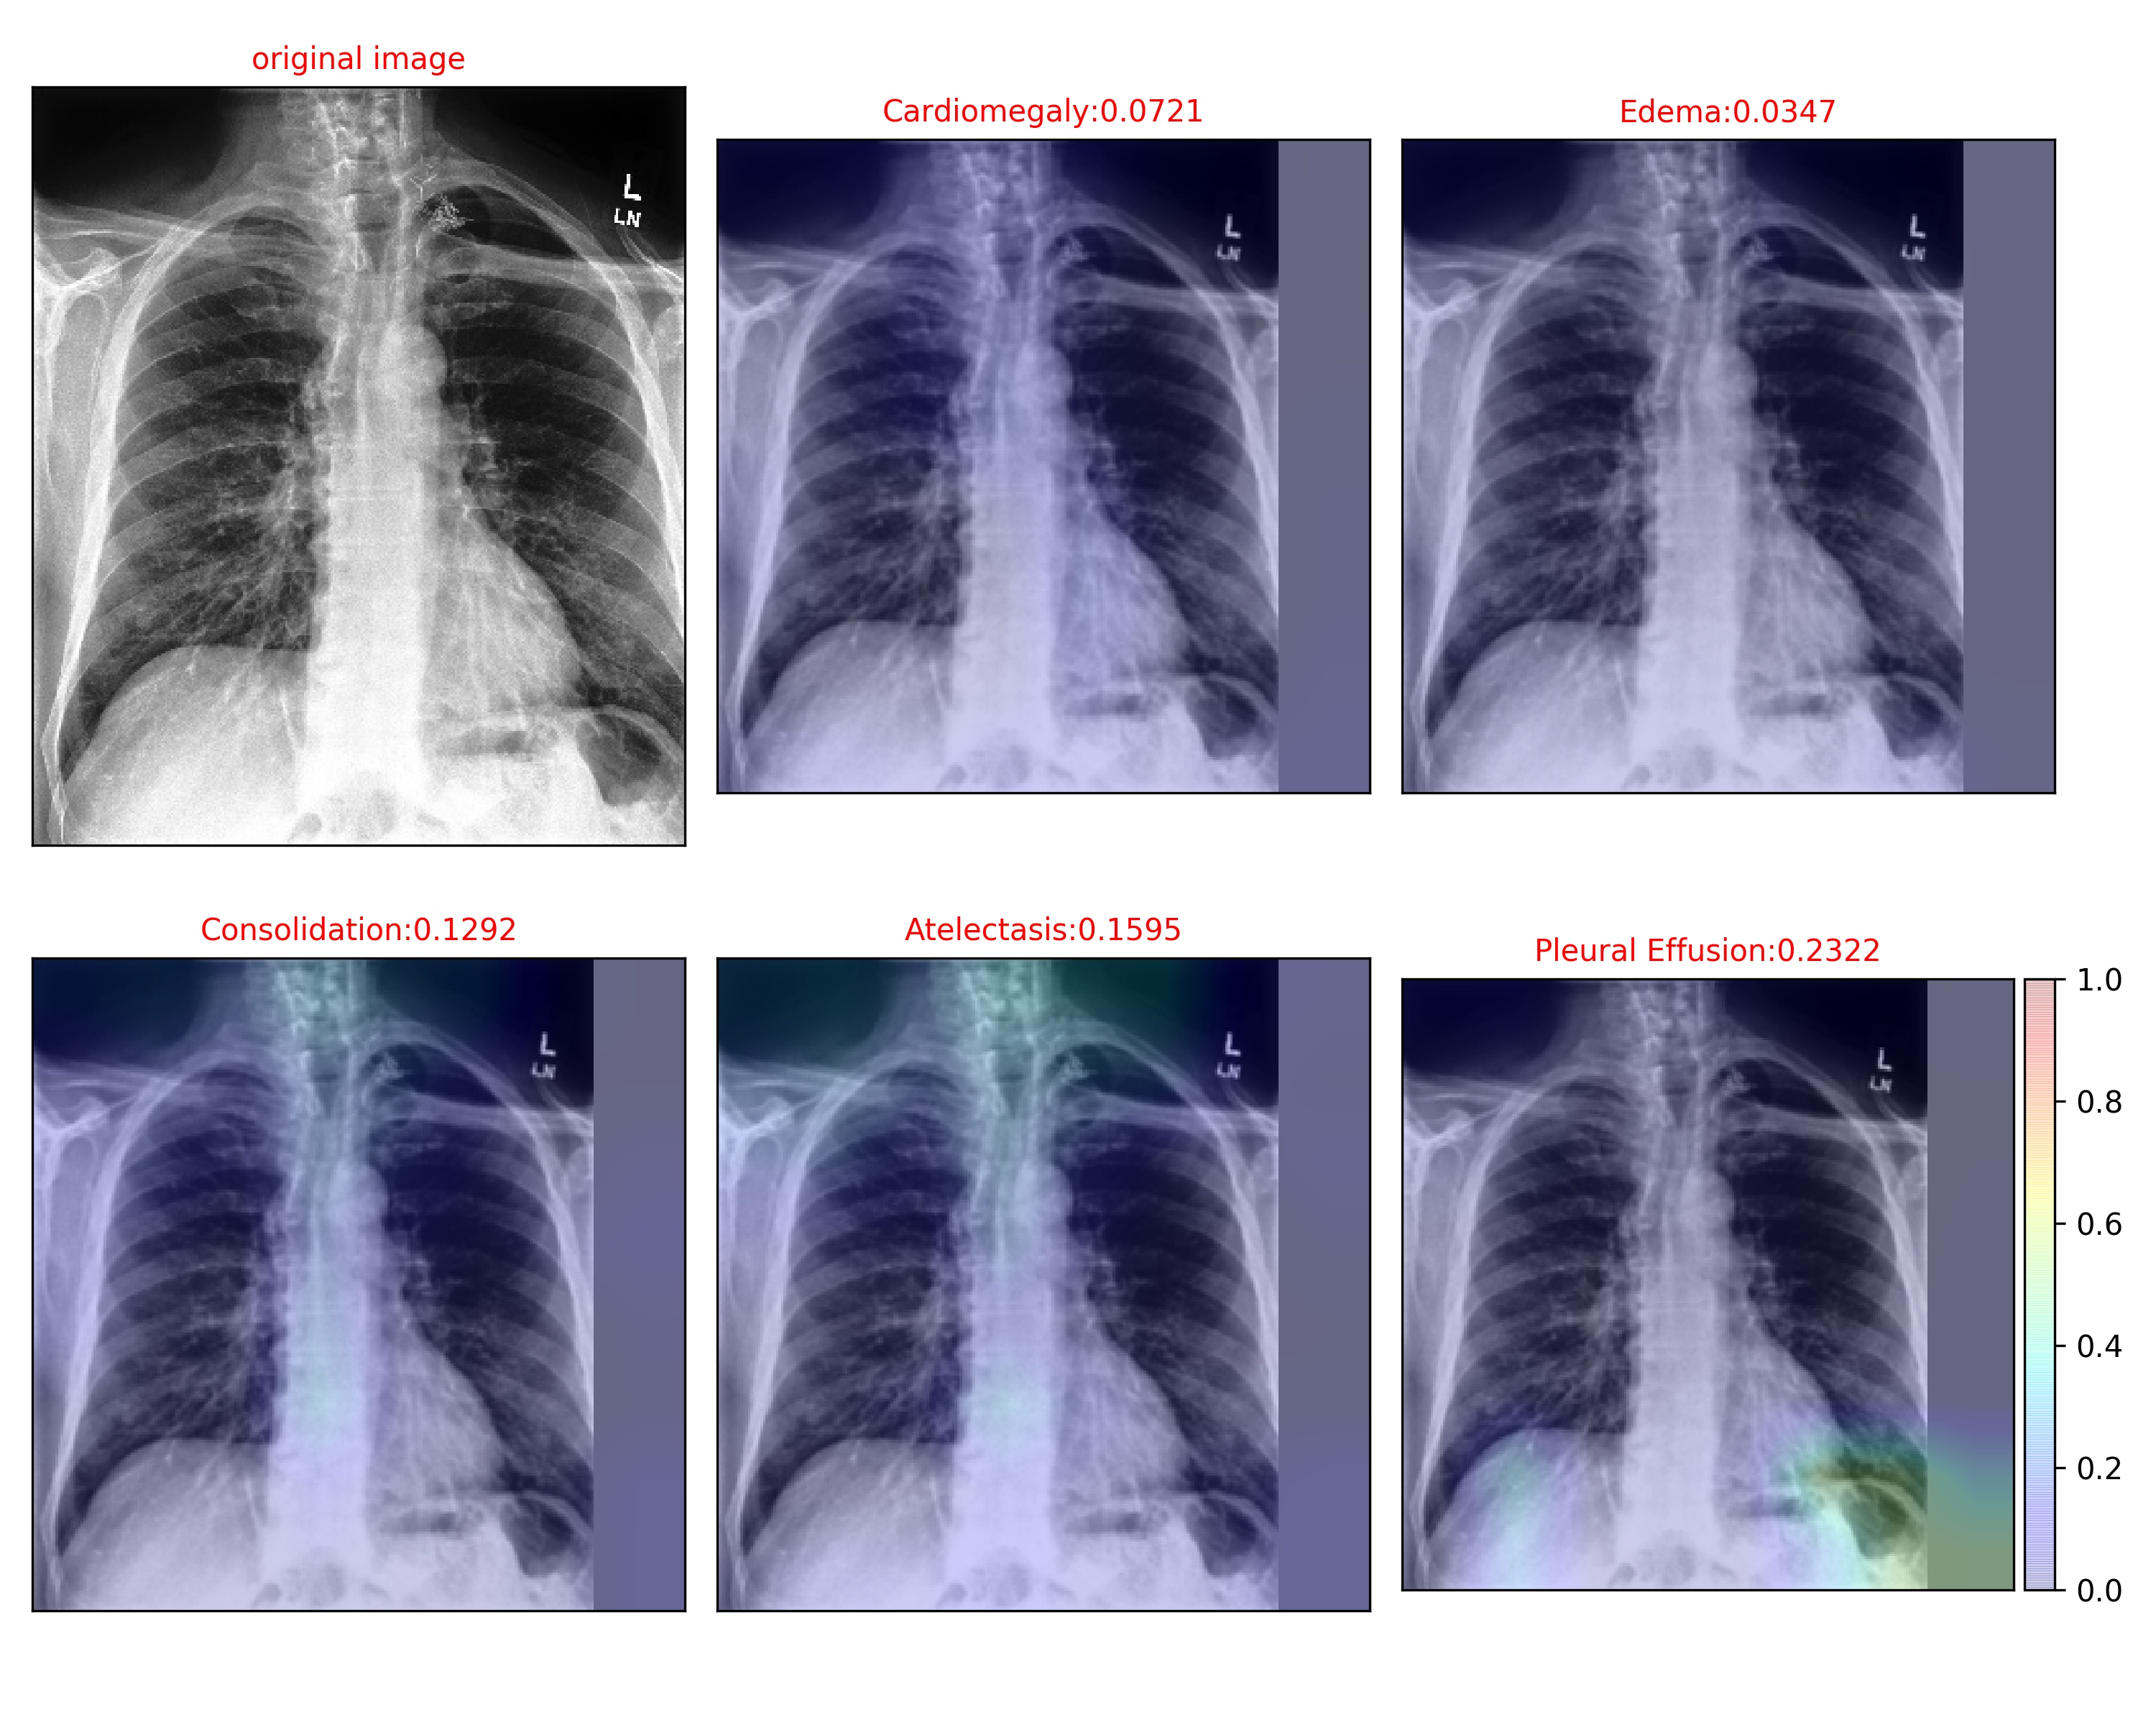 original image
Cardiomegaly:0.0721
Edema:0.0347
L
LN
L
LN
L
LN
Consolidation:0.1292
Atelectasis:0.1595
Pleural Effusion:0.2322
L
LN
L
LN
L
LN
1.0
0.8
0.6
0.4
0.2
0.0